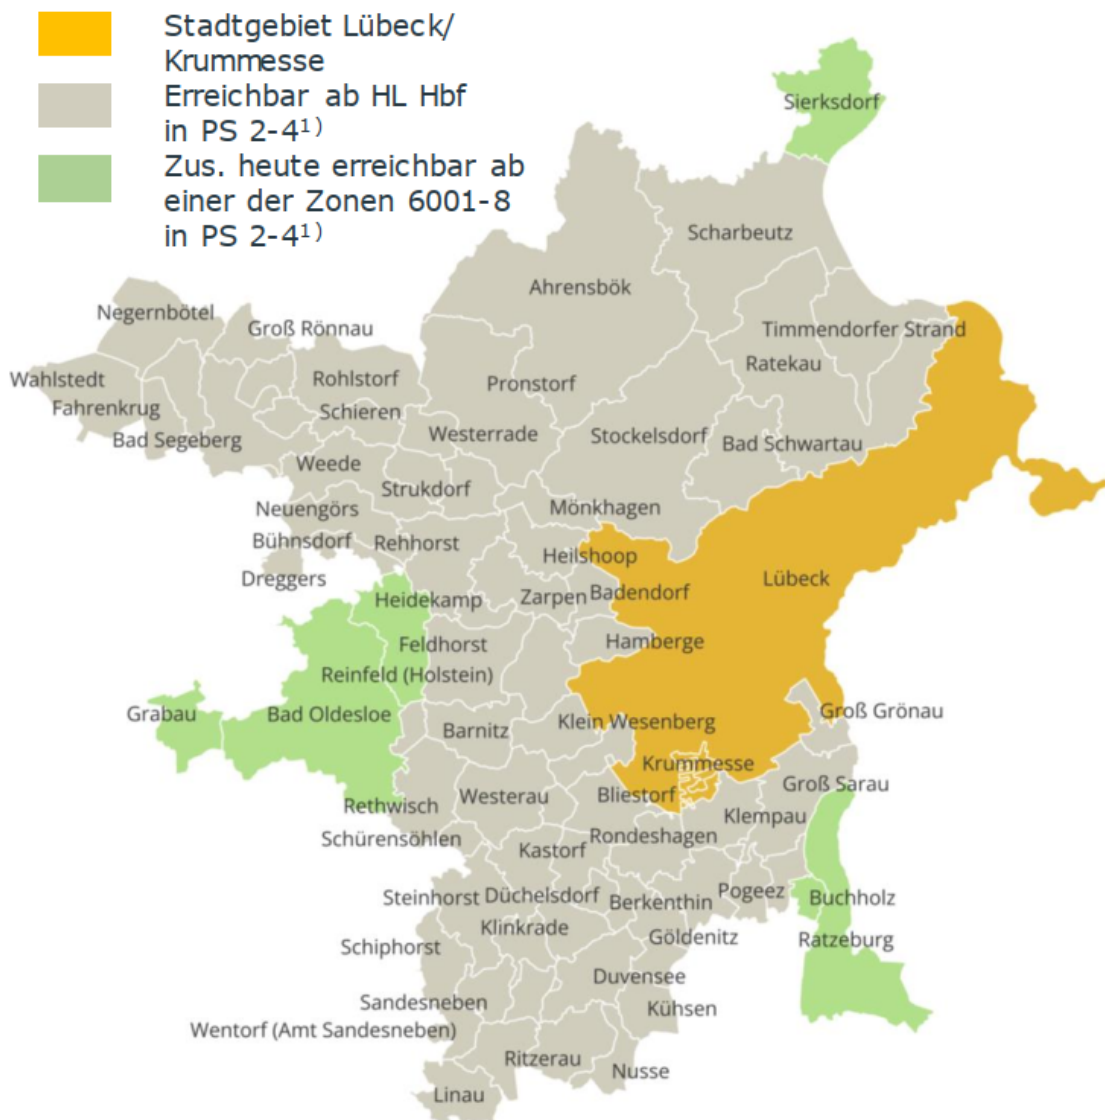 Stadtgebiet Lübeck/
Krummesse
Erreichbar ab HL Hbf
in PS 2-4¹⁾
Zus. heute erreichbar ab
einer der Zonen 6001-8
in PS 2-4¹⁾
Sierksdorf
Scharbeutz
Ahrensbök
Negernbötel
Groß Rönnau
Timmendorfer Strand
Ratekau
Wahlstedt
Rohlstorf
Pronstorf
Fahrenkrug
Schieren
Bad Segeberg
Westerrade
Stockelsdorf
Bad Schwartau
Weede
Strukdorf
Neuengörs
Mönkhagen
Bühnsdorf
Rehhorst
Heilshoop
Dreggers
Lübeck
Heidekamp
Zarpen
Badendorf
Feldhorst
Hamberge
Reinfeld (Holstein)
Grabau
Bad Oldesloe
Barnitz
Klein Wesenberg
Groß Grönau
Krummesse
Groß Sarau
Rethwisch
Westerau
Bliestorf
Klempau
Schürensöhlen
Kastorf
Rondeshagen
Steinhorst
Düchelsdorf
Berkenthin
Pogeez
Buchholz
Klinkrade
Göldenitz
Ratzeburg
Schiphorst
Duvensee
Sandesneben
Kühsen
Wentorf (Amt Sandesneben)
Ritzerau
Nusse
Linau